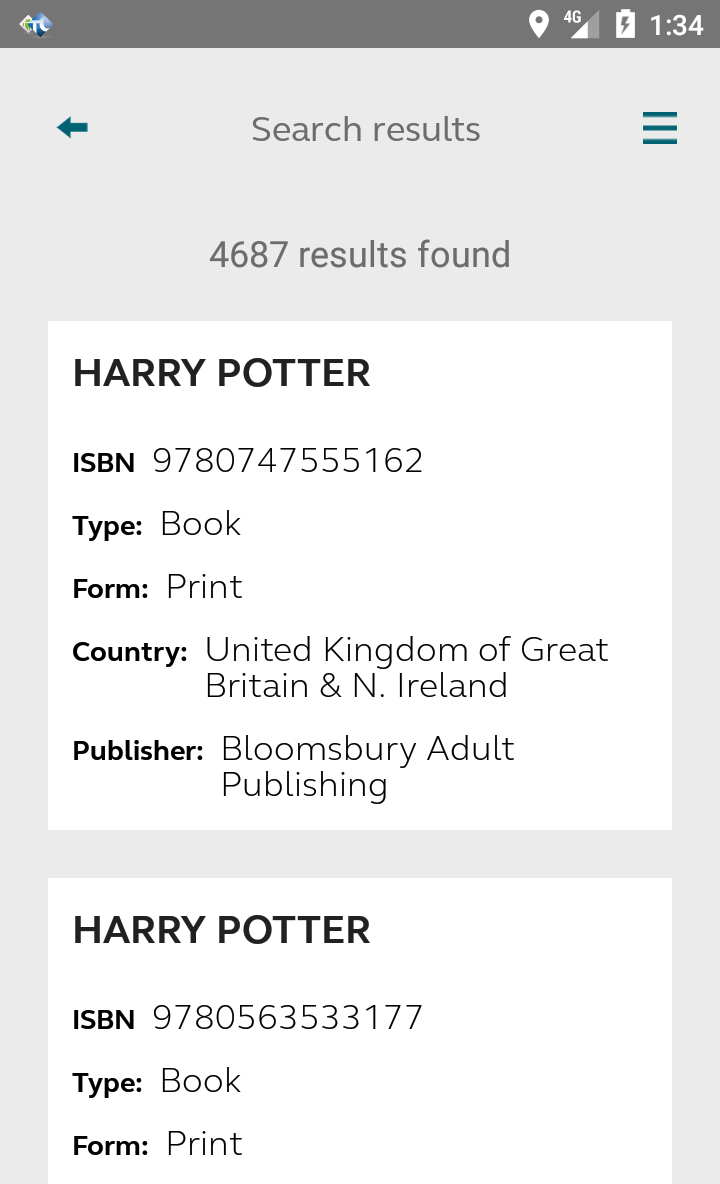 4G 1:34
Search results
4687 results found
HARRY POTTER
ISBN 9780747555162
Type: Book
Form: Print
Country: United Kingdom of Great
Britain & N. Ireland
Publisher: Bloomsbury Adult
Publishing
HARRY POTTER
ISBN 9780563533177
Type: Book
Form: Print